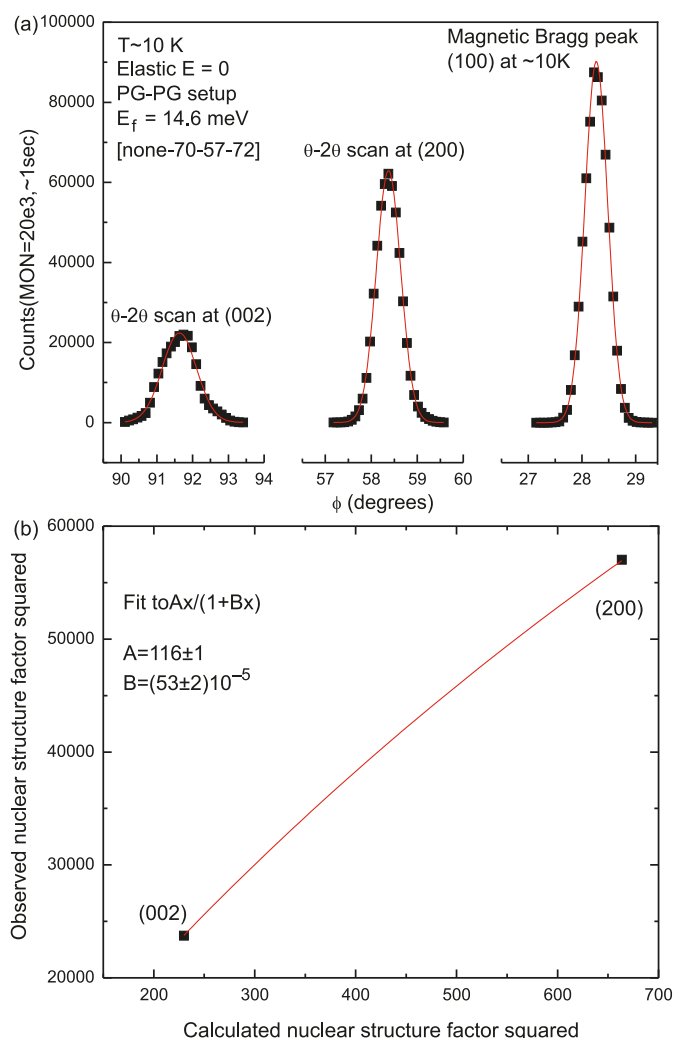 (a)
100000
80000
60000
40000
20000
0
Counts(MON=20e3,~1sec)
T~10 K
Elastic E = 0
PG-PG setup
E_f = 14.6 meV
[none-70-57-72]
θ-2θ scan at (002)
θ-2θ scan at (200)
Magnetic Bragg peak
(100) at ~10K
90 91 92 93 94
57 58 59 60
27 28 29
ϕ (degrees)
(b)
60000
50000
40000
30000
20000
Observed nuclear structure factor squared
Fit toAx/(1+Bx)
A=116±1
B=(53±2)10⁻⁵
(200)
(002)
200 300 400 500 600 700
Calculated nuclear structure factor squared